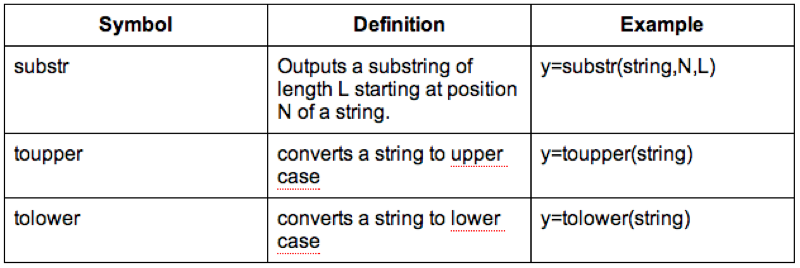 Symbol Definition Example
substr Outputs a substring of y=substr(string,N,L)
length L starting at position
N of a string.
toupper converts a string to upper y=toupper(string)
case
tolower converts a string to lower y=tolower(string)
case